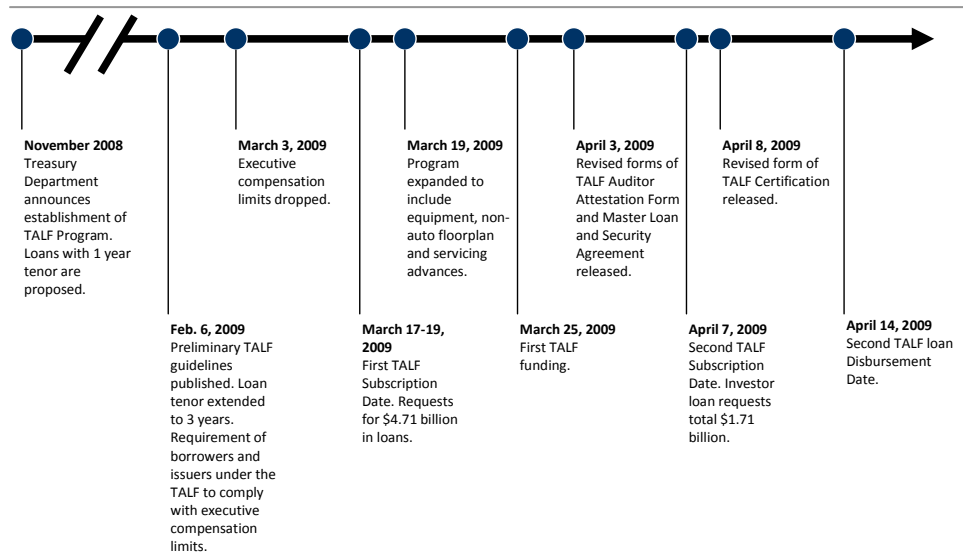 November 2008
Treasury
Department
announces
establishment of
TALF Program.
Loans with 1 year
tenor are
proposed.
Feb. 6, 2009
Preliminary TALF
guidelines
published. Loan
tenor extended
to 3 years.
Requirement of
borrowers and
issuers under the
TALF to comply
with executive
compensation
limits.
March 3, 2009
Executive
compensation
limits dropped.
March 17-19,
2009
First TALF
Subscription
Date. Requests
for $4.71 billion
in loans.
March 19, 2009
Program
expanded to
include
equipment, non-
auto floorplan
and servicing
advances.
March 25, 2009
First TALF
funding.
April 3, 2009
Revised forms of
TALF Auditor
Attestation Form
and Master Loan
and Security
Agreement
released.
April 7, 2009
Second TALF
Subscription
Date. Investor
loan requests
total $1.71
billion.
April 8, 2009
Revised form of
TALF Certification
released.
April 14, 2009
Second TALF loan
Disbursement
Date.